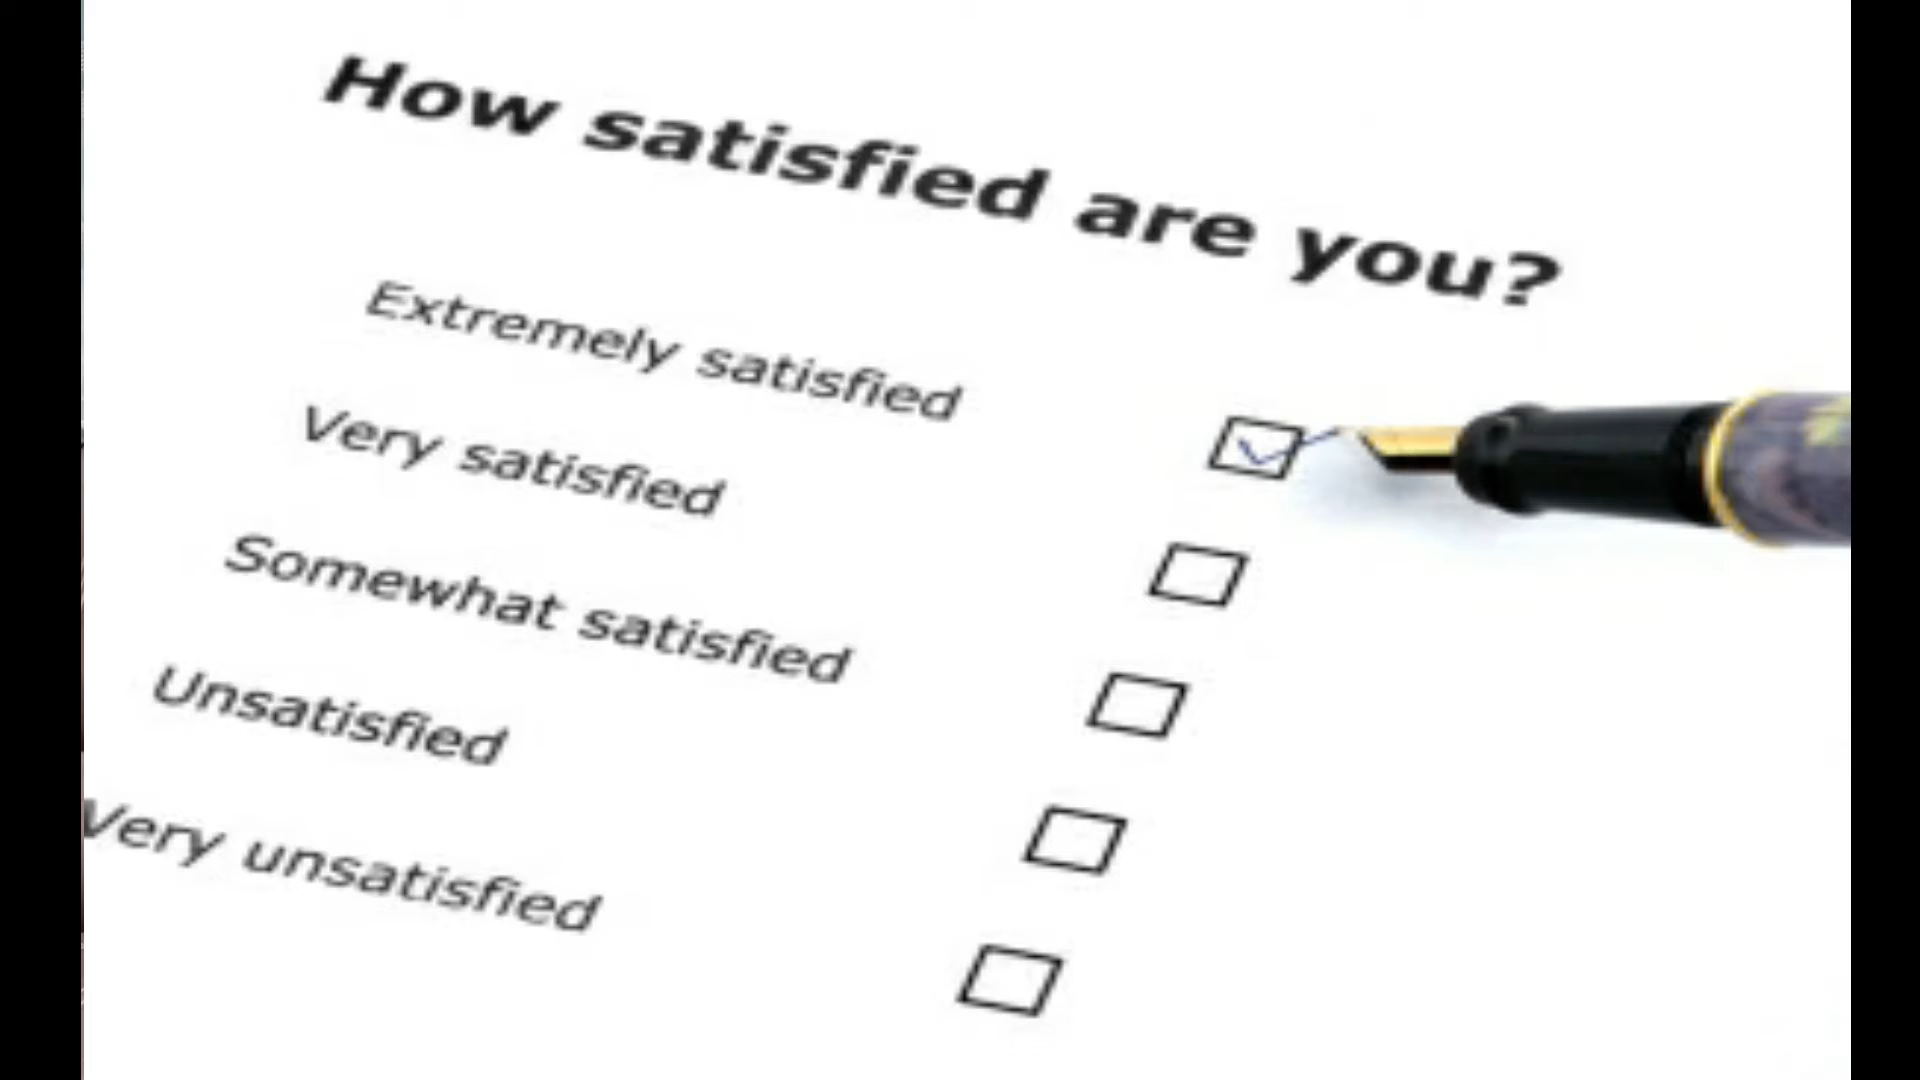 How satisfied are you?
Extremely satisfied
Very satisfied
Somewhat satisfied
Unsatisfied
Very unsatisfied